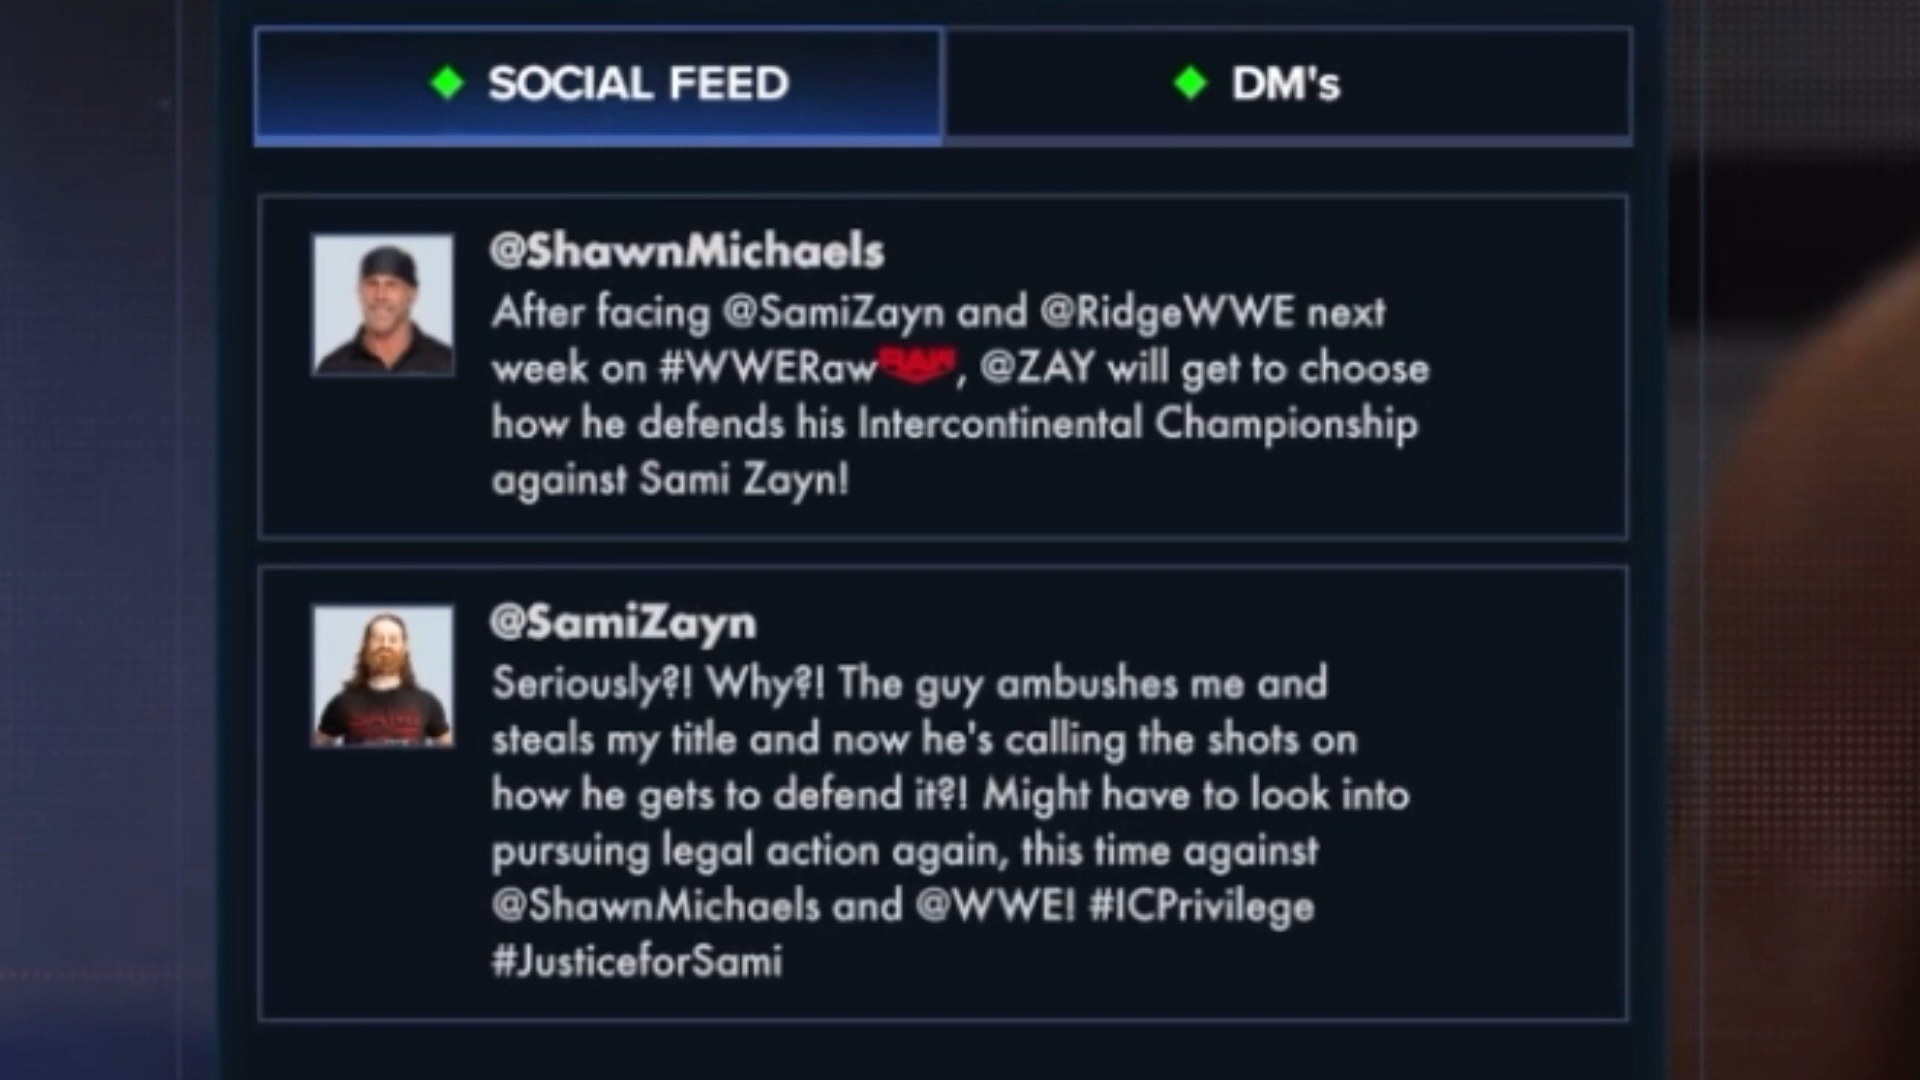 SOCIAL FEED
DM's
@ShawnMichaels
After facing @SamiZayn and @RidgeWWE next
week on #WWERawRAW, @ZAY will get to choose
how he defends his Intercontinental Championship
against Sami Zayn!
@SamiZayn
Seriously?! Why?! The guy ambushes me and
steals my title and now he's calling the shots on
how he gets to defend it?! Might have to look into
pursuing legal action again, this time against
@ShawnMichaels and @WWE! #ICPrivilege
#JusticeforSami